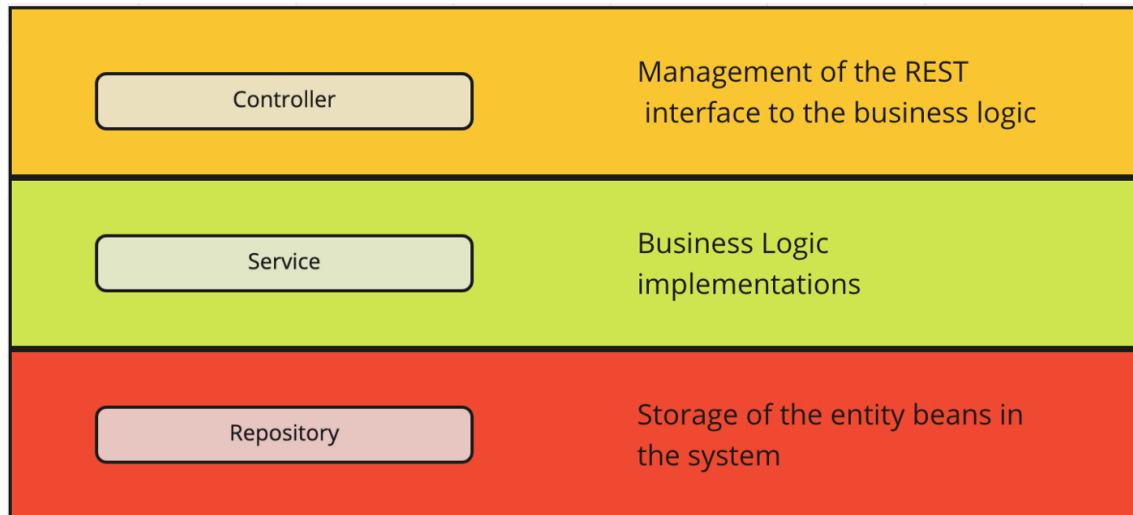 Controller
Management of the REST
interface to the business logic
Service
Business Logic
implementations
Repository
Storage of the entity beans in
the system